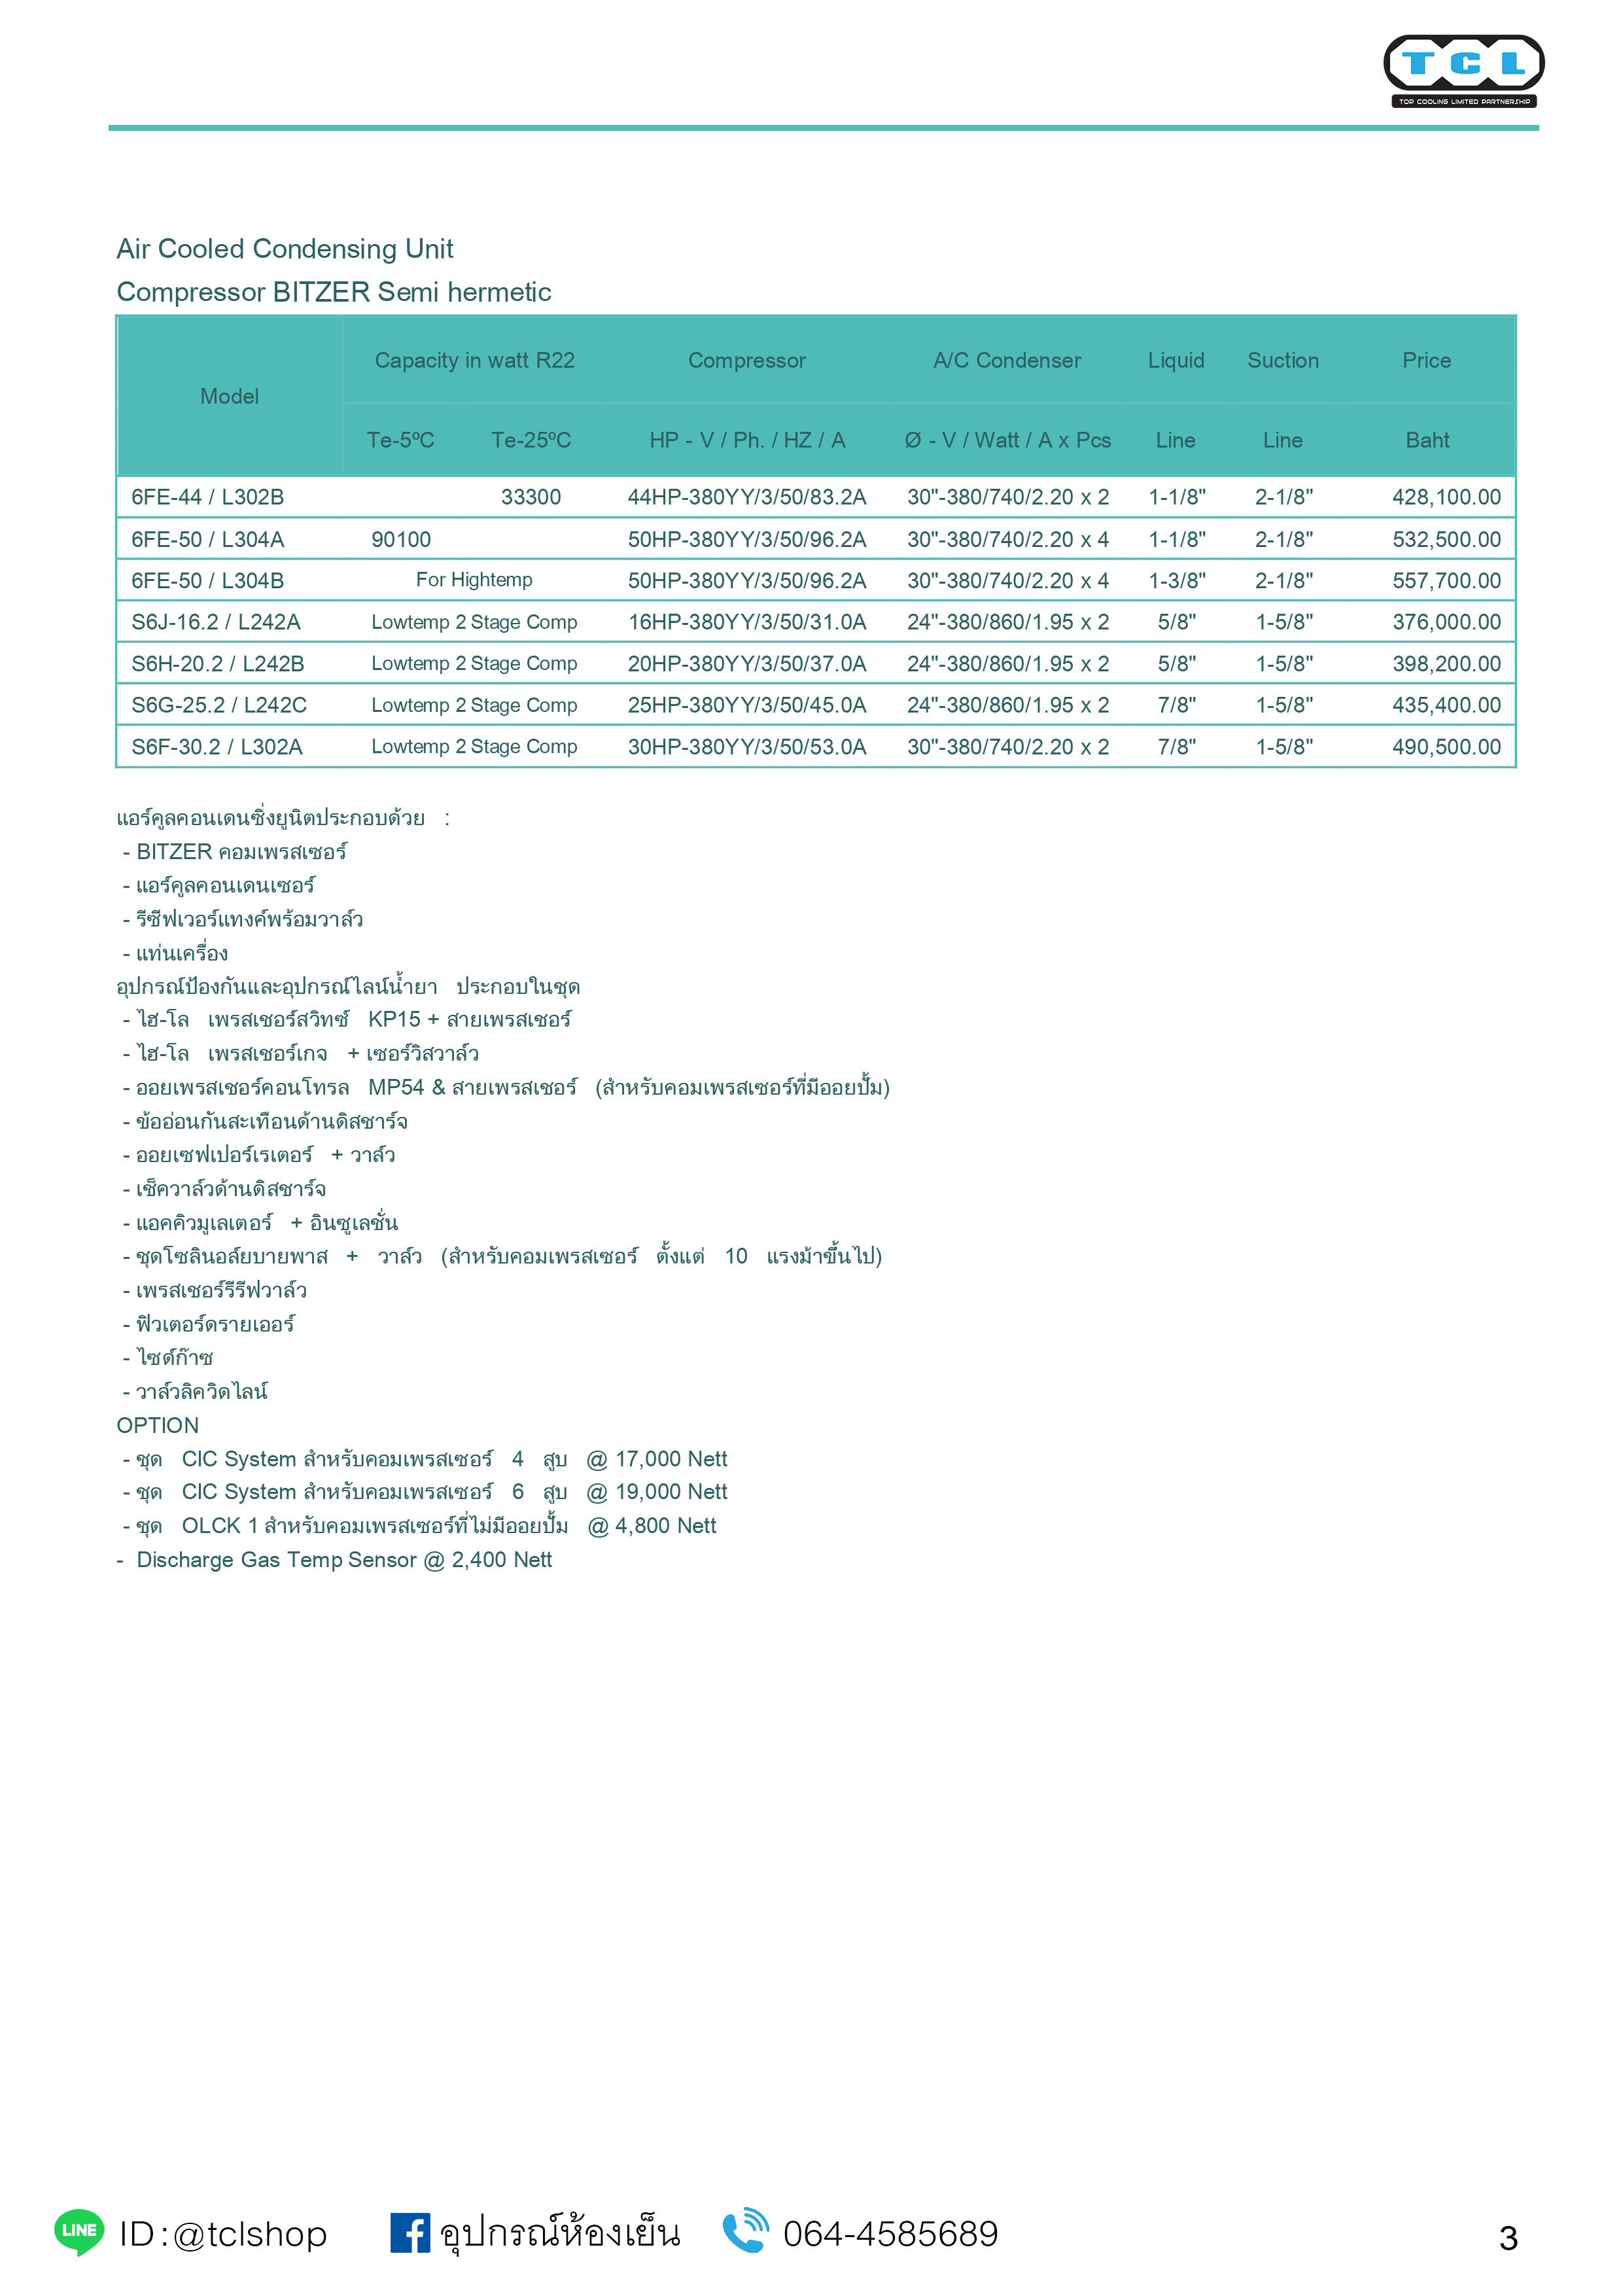 TCL
TOP COOLING LIMITED PARTNERSHIP
Air Cooled Condensing Unit
Compressor BITZER Semi hermetic
Model Capacity in watt R22 Compressor A/C Condenser Liquid Suction Price
Te-5ºC Te-25ºC HP - V / Ph. / HZ / A Ø - V / Watt / A x Pcs Line Line Baht
6FE-44 / L302B 33300 44HP-380YY/3/50/83.2A 30"-380/740/2.20 x 2 1-1/8" 2-1/8" 428,100.00
6FE-50 / L304A 90100 50HP-380YY/3/50/96.2A 30"-380/740/2.20 x 4 1-1/8" 2-1/8" 532,500.00
6FE-50 / L304B For Hightemp 50HP-380YY/3/50/96.2A 30"-380/740/2.20 x 4 1-3/8" 2-1/8" 557,700.00
S6J-16.2 / L242A Lowtemp 2 Stage Comp 16HP-380YY/3/50/31.0A 24"-380/860/1.95 x 2 5/8" 1-5/8" 376,000.00
S6H-20.2 / L242B Lowtemp 2 Stage Comp 20HP-380YY/3/50/37.0A 24"-380/860/1.95 x 2 5/8" 1-5/8" 398,200.00
S6G-25.2 / L242C Lowtemp 2 Stage Comp 25HP-380YY/3/50/45.0A 24"-380/860/1.95 x 2 7/8" 1-5/8" 435,400.00
S6F-30.2 / L302A Lowtemp 2 Stage Comp 30HP-380YY/3/50/53.0A 30"-380/740/2.20 x 2 7/8" 1-5/8" 490,500.00
แอร์คูลคอนเดนซิ่งยูนิตประกอบด้วย :
- BITZER คอมเพรสเซอร์
- แอร์คูลคอนเดนเซอร์
- รีซีฟเวอร์แทงค์พร้อมวาล์ว
- แท่นเครื่อง
อุปกรณ์ป้องกันและอุปกรณ์ไลน์น้ำยา ประกอบในชุด
- ไฮ-โล เพรสเชอร์สวิทซ์ KP15 + สายเพรสเชอร์
- ไฮ-โล เพรสเชอร์เกจ + เซอร์วิสวาล์ว
- ออยเพรสเชอร์คอนโทรล MP54 & สายเพรสเชอร์ (สำหรับคอมเพรสเซอร์ที่มีออยปั้ม)
- ข้ออ่อนกันสะเทือนด้านดิสชาร์จ
- ออยเซฟเปอร์เรเตอร์ + วาล์ว
- เช็ควาล์วด้านดิสชาร์จ
- แอคคิวมูเลเตอร์ + อินซูเลชั่น
- ชุดโซลินอล์ยบายพาส + วาล์ว (สำหรับคอมเพรสเซอร์ ตั้งแต่ 10 แรงม้าขึ้นไป)
- เพรสเชอร์รีรีฟวาล์ว
- ฟิวเตอร์ดรายเออร์
- ไซด์ก๊าซ
- วาล์วลิควิดไลน์
OPTION
- ชุด CIC System สำหรับคอมเพรสเซอร์ 4 สูบ @ 17,000 Nett
- ชุด CIC System สำหรับคอมเพรสเซอร์ 6 สูบ @ 19,000 Nett
- ชุด OLCK 1 สำหรับคอมเพรสเซอร์ที่ไม่มีออยปั้ม @ 4,800 Nett
- Discharge Gas Temp Sensor @ 2,400 Nett
LINE ID : @tclshop อุปกรณ์ห้องเย็น 064-4585689 3